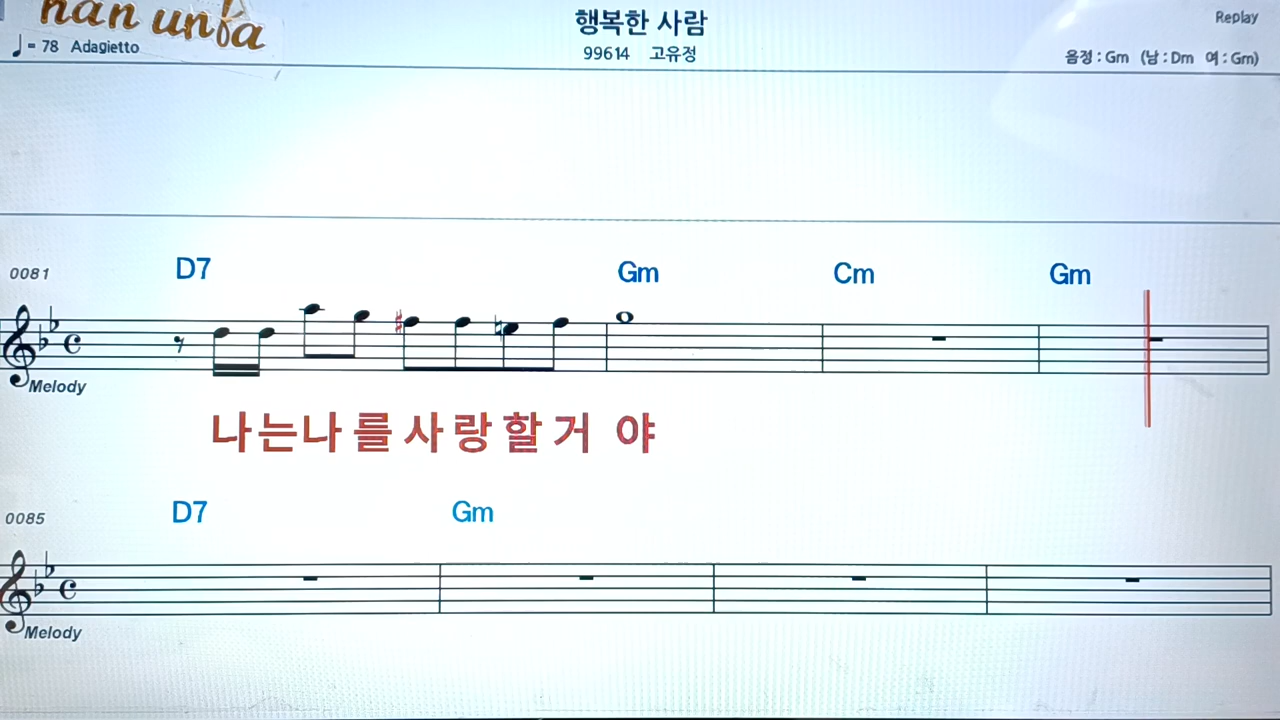 han unfa
행복한 사람
Replay
♩= 78 Adagietto
99614 고유정
음정 : Gm (남 : Dm 여 : Gm)
0081 D7 Gm Cm Gm
Melody
나는나를사랑할거 야
0085 D7 Gm
Melody